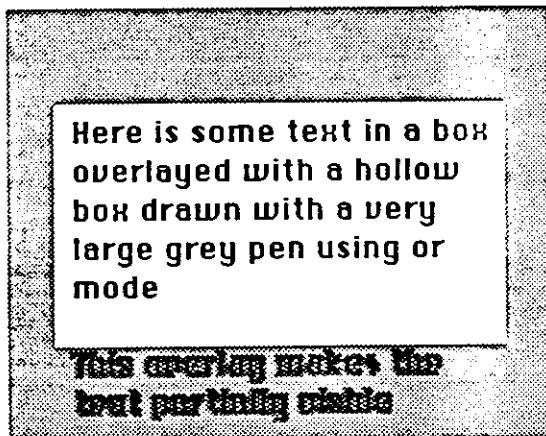 Here is some text in a box
overlayed with a hollow
box drawn with a very
large grey pen using or
mode
This overlay makes the
text partially visible